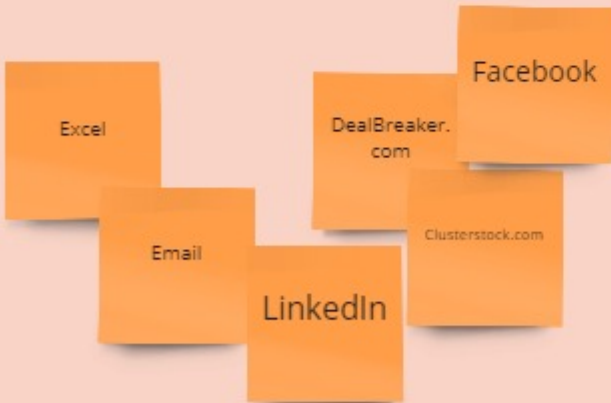 Facebook
Excel
DealBreaker.
com
Email
Clusterstock.com
LinkedIn